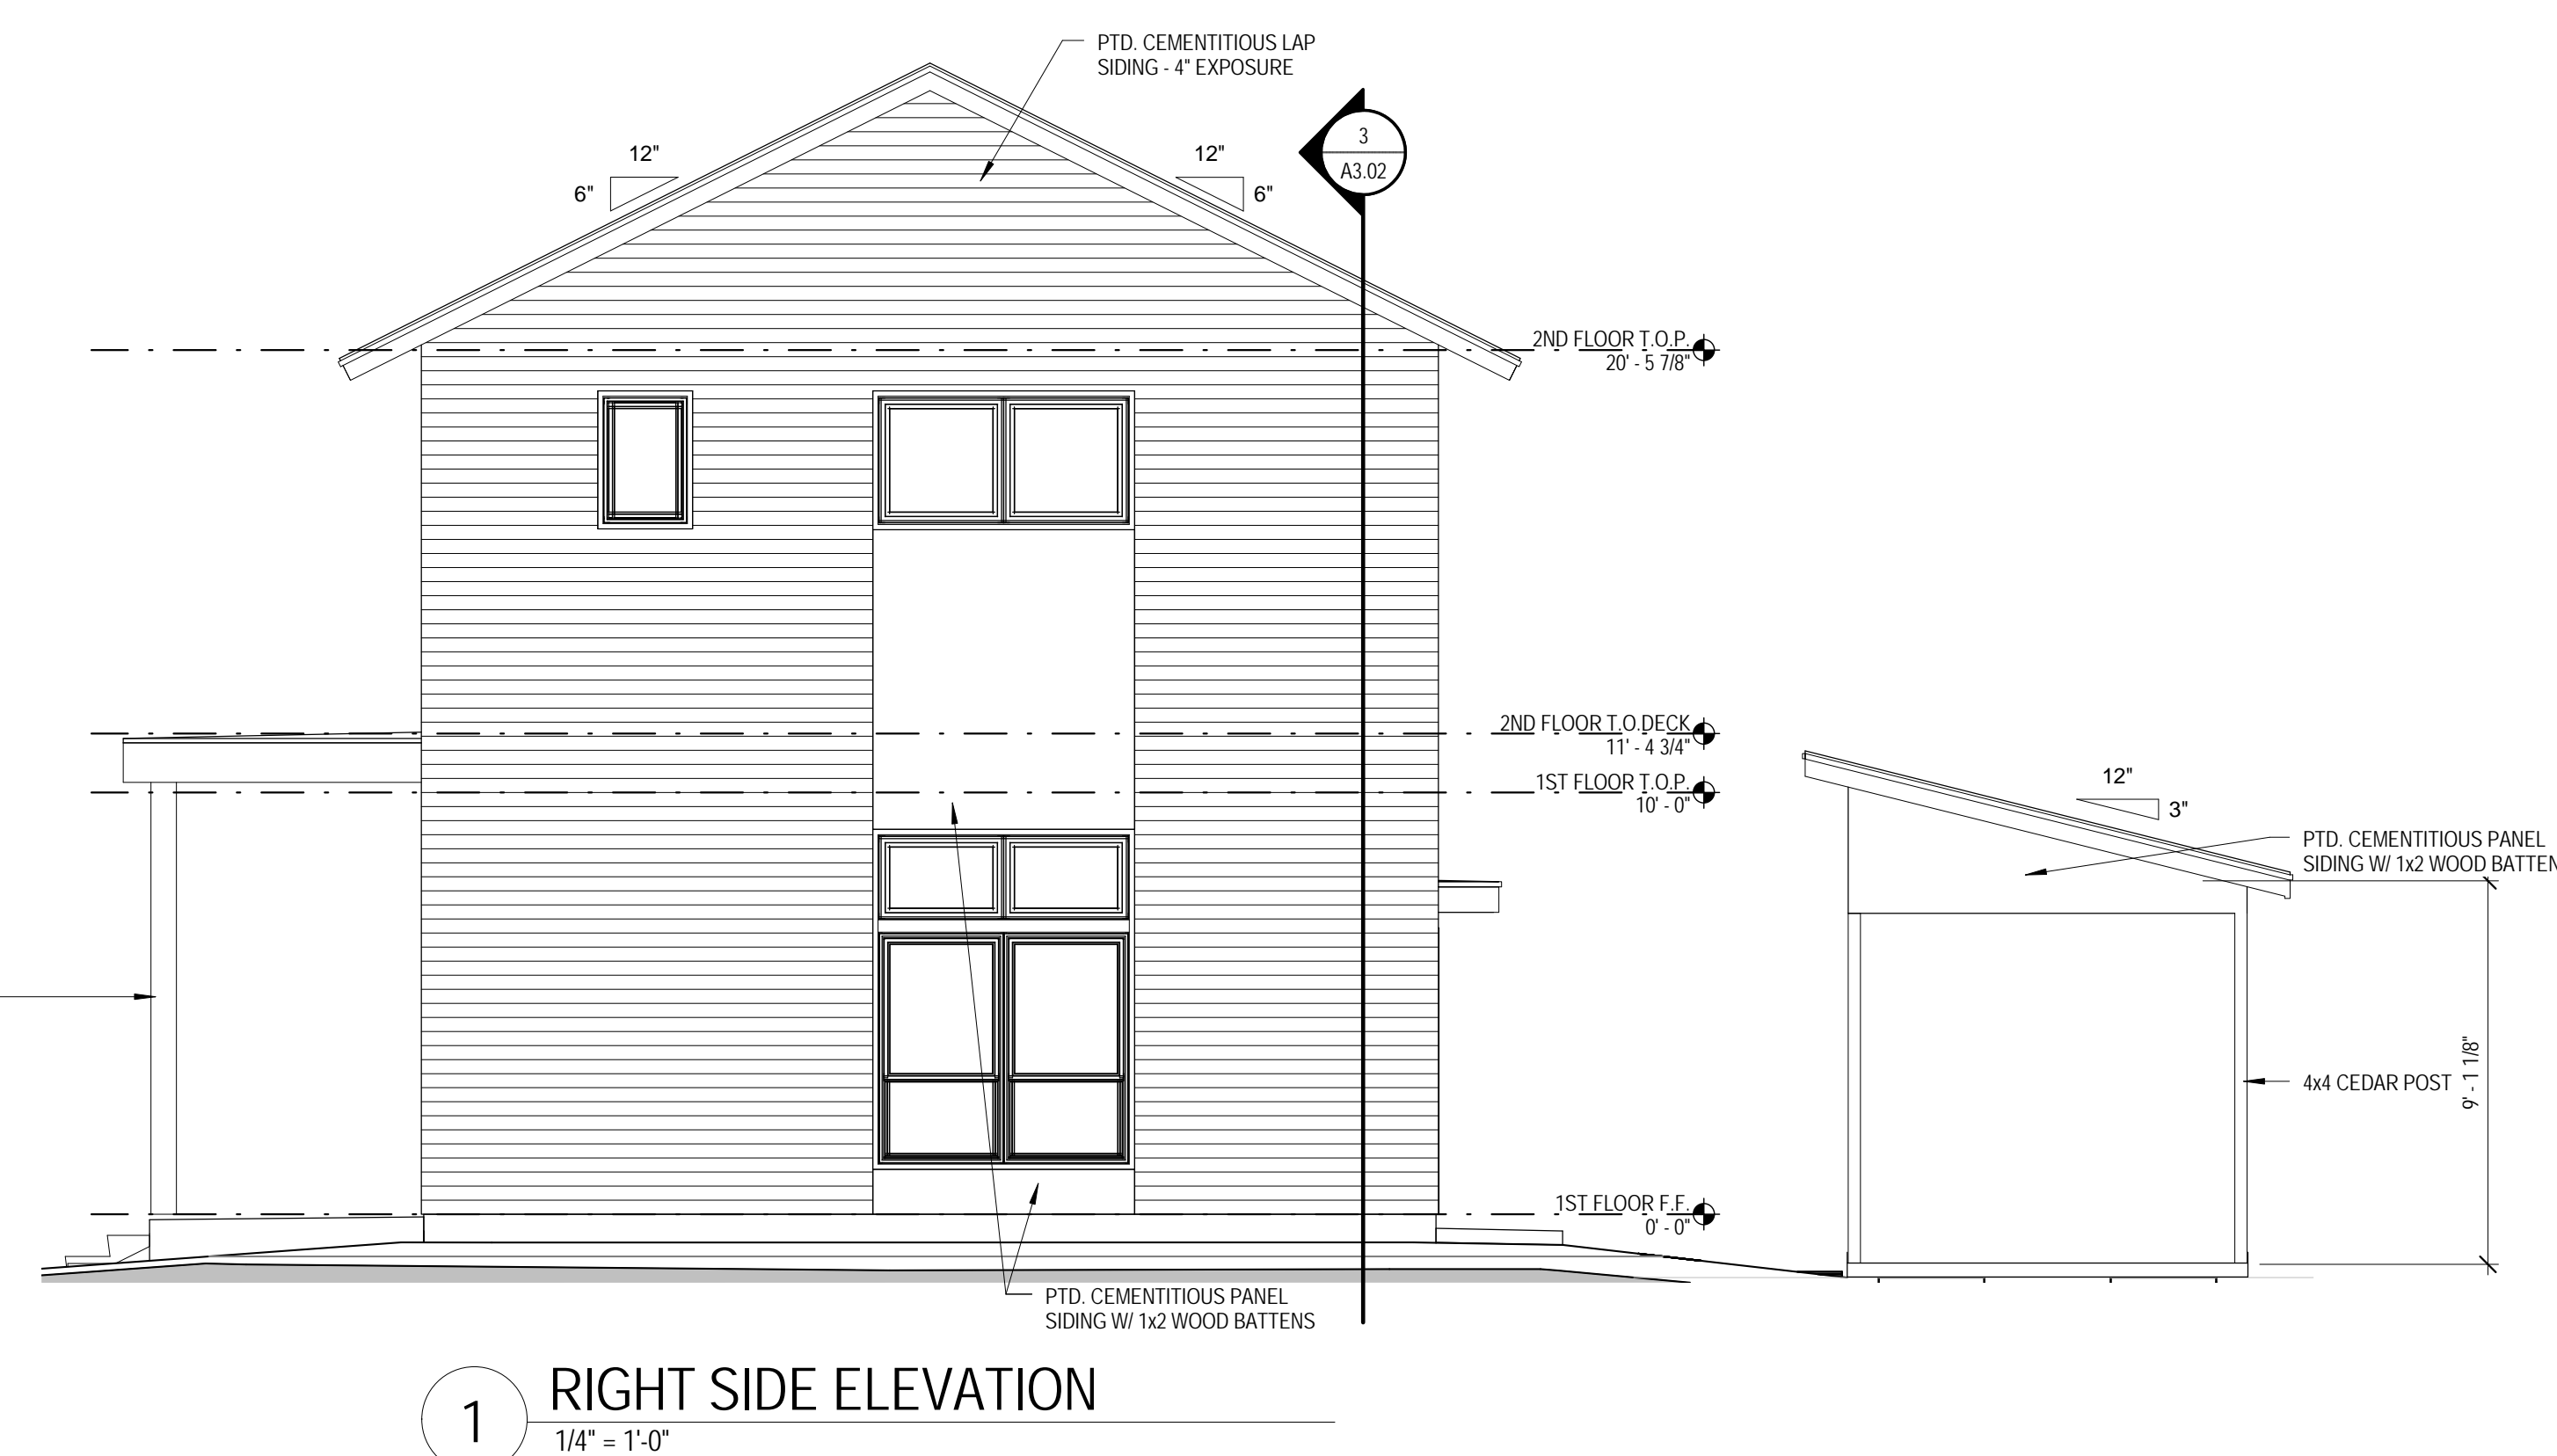 PTD. CEMENTITIOUS LAP
SIDING - 4" EXPOSURE
3
A3.02
12"
6"
12"
6"
2ND FLOOR T.O.P.
20' - 5 7/8"
2ND FLOOR T.O.DECK
11' - 4 3/4"
1ST FLOOR T.O.P.
10' - 0"
12"
3"
PTD. CEMENTITIOUS PANEL
SIDING W/ 1x2 WOOD BATTEN
4x4 CEDAR POST
9' - 1 1/8"
1ST FLOOR F.F.
0' - 0"
PTD. CEMENTITIOUS PANEL
SIDING W/ 1x2 WOOD BATTENS
1
RIGHT SIDE ELEVATION
1/4" = 1'-0"